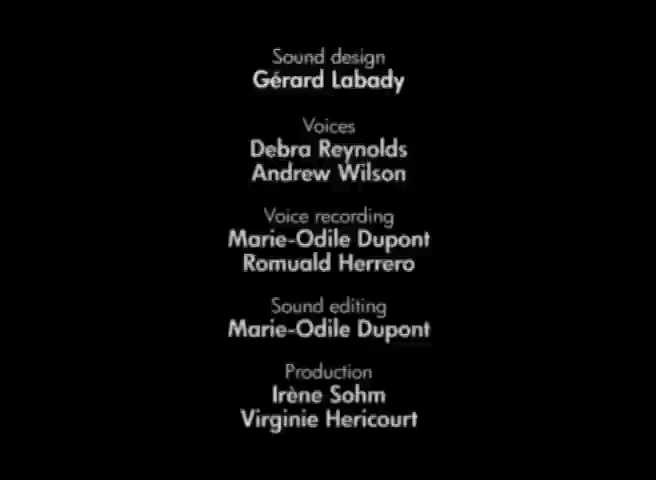 Sound design
Gérard Labady
Voices
Debra Reynolds
Andrew Wilson
Voice recording
Marie-Odile Dupont
Romuald Herrero
Sound editing
Marie-Odile Dupont
Production
Irène Sohm
Virginie Hericourt